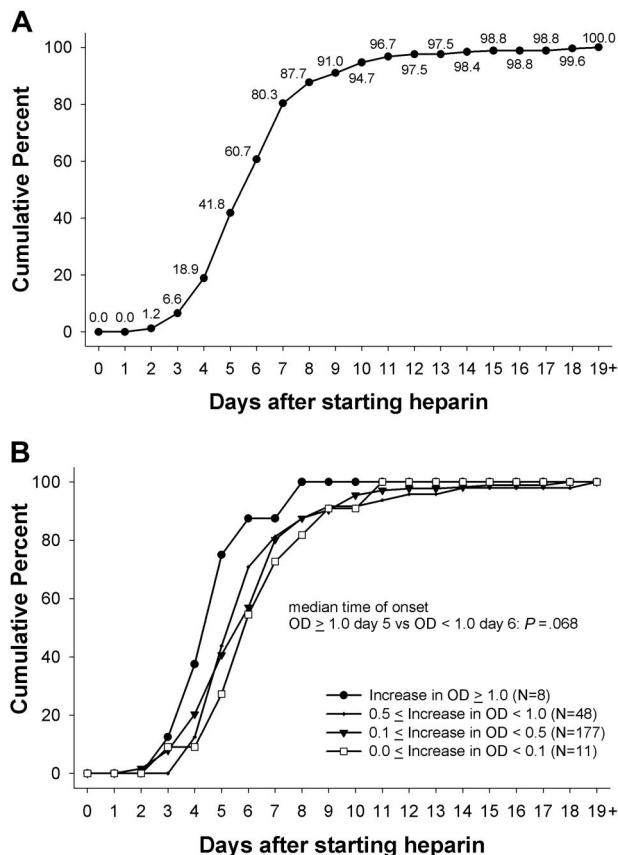 A
100
80
60
40
20
0
Cumulative Percent
0.0
0.0
1.2
6.6
18.9
41.8
60.7
80.3
87.7
91.0
94.7
96.7
97.5
97.5
98.4
98.8
98.8
98.8
99.6
100.0
0 1 2 3 4 5 6 7 8 9 10 11 12 13 14 15 16 17 18 19+
Days after starting heparin
B
100
80
60
40
20
0
Cumulative Percent
median time of onset
OD ≥ 1.0 day 5 vs OD < 1.0 day 6: P = .068
Increase in OD ≥ 1.0 (N=8)
0.5 ≤ Increase in OD < 1.0 (N=48)
0.1 ≤ Increase in OD < 0.5 (N=177)
0.0 ≤ Increase in OD < 0.1 (N=11)
0 1 2 3 4 5 6 7 8 9 10 11 12 13 14 15 16 17 18 19+
Days after starting heparin